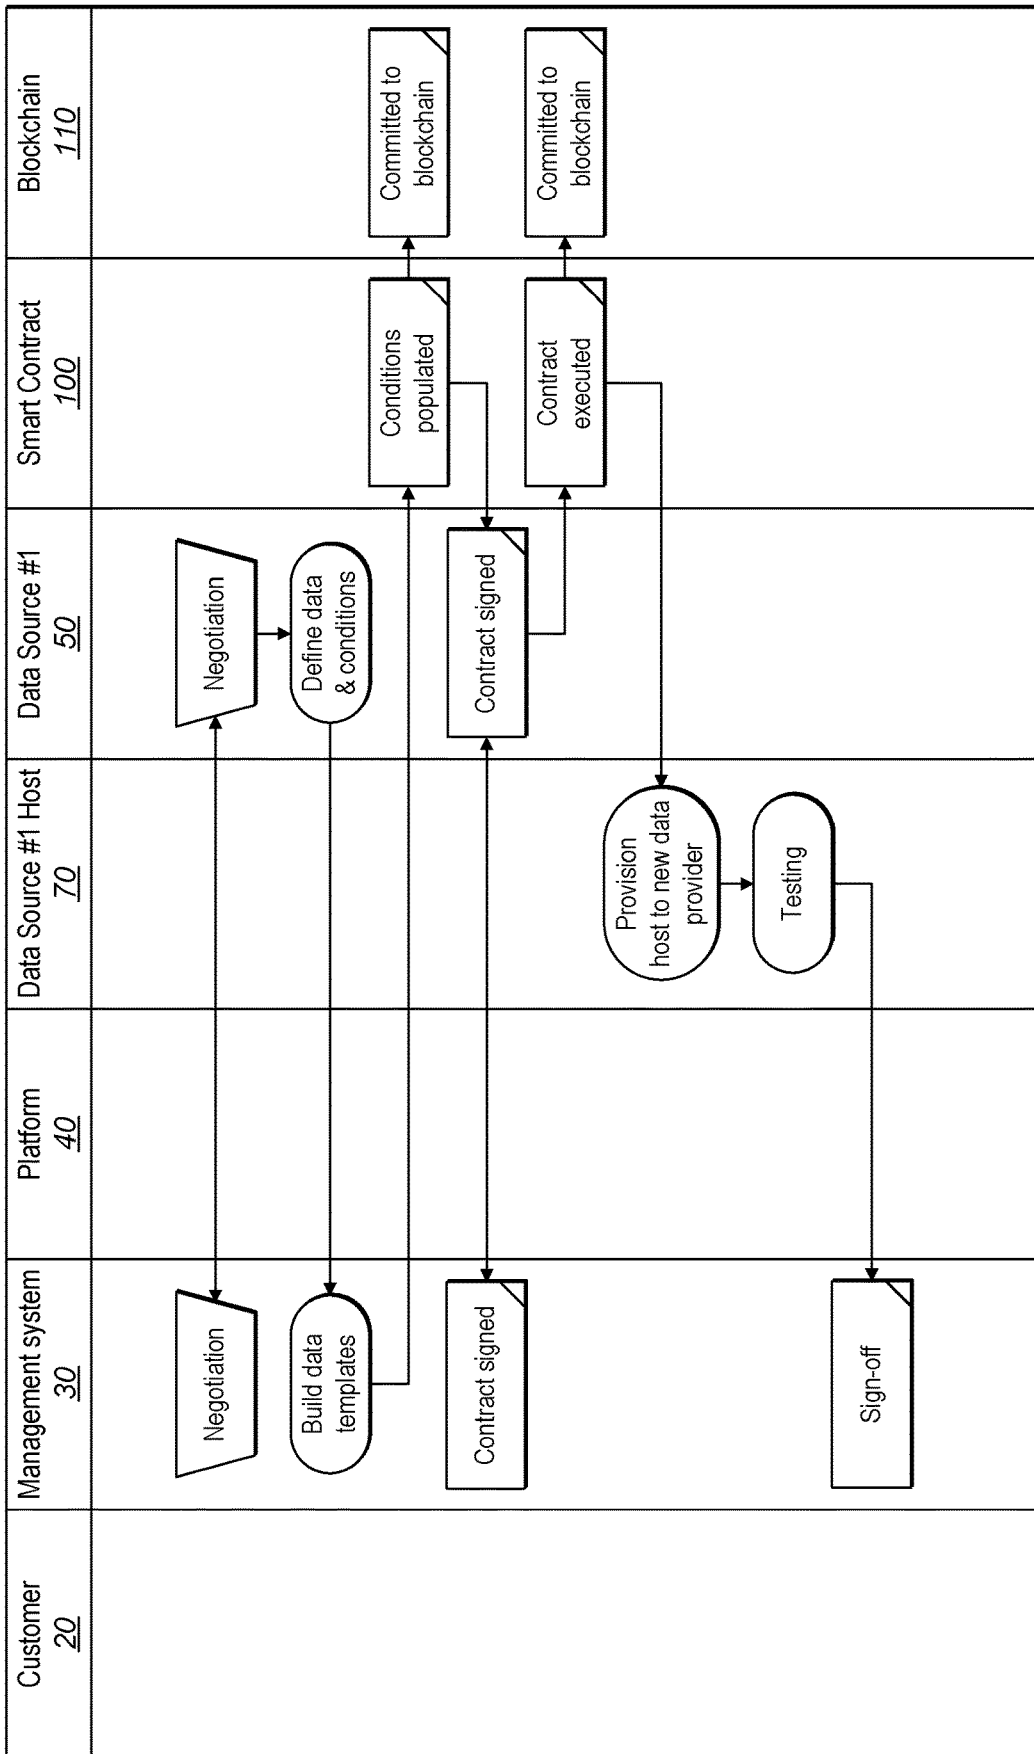 Customer
20
Management system
30
Platform
40
Data Source #1 Host
70
Data Source #1
50
Smart Contract
100
Blockchain
110
Negotiation
Negotiation
Build data
templates
Define data
& conditions
Conditions
populated
Committed to
blockchain
Contract signed
Contract signed
Contract
executed
Committed to
blockchain
Provision
host to new data
provider
Testing
Sign-off